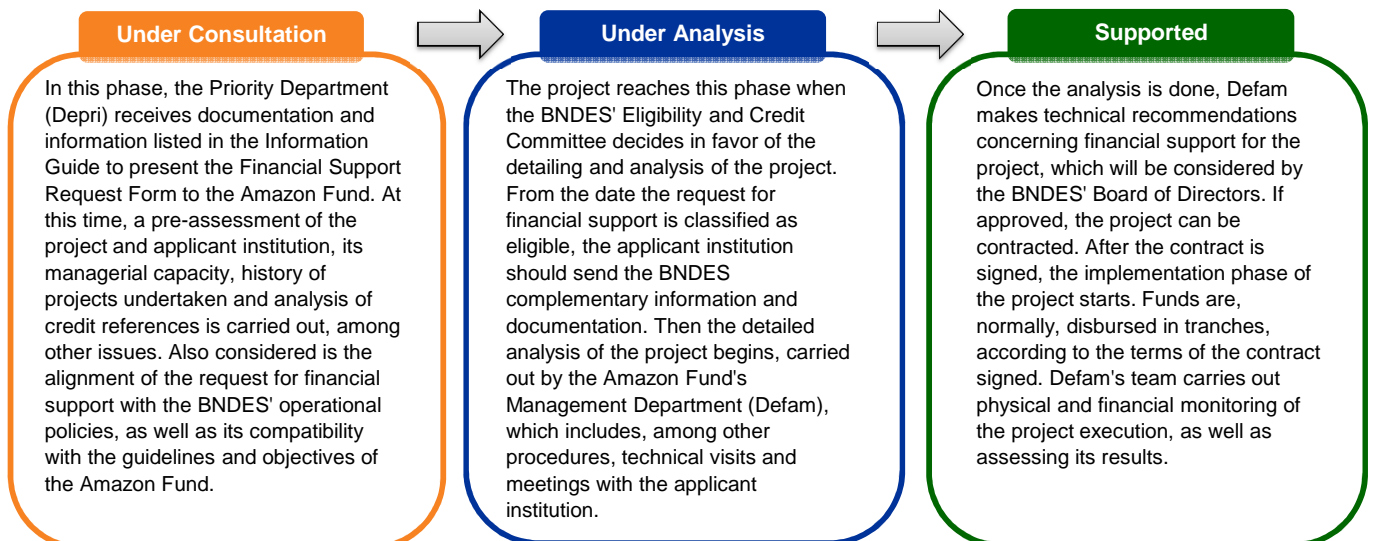 Under Consultation
In this phase, the Priority Department
(Depri) receives documentation and
information listed in the Information
Guide to present the Financial Support
Request Form to the Amazon Fund. At
this time, a pre-assessment of the
project and applicant institution, its
managerial capacity, history of
projects undertaken and analysis of
credit references is carried out, among
other issues. Also considered is the
alignment of the request for financial
support with the BNDES' operational
policies, as well as its compatibility
with the guidelines and objectives of
the Amazon Fund.
Under Analysis
The project reaches this phase when
the BNDES' Eligibility and Credit
Committee decides in favor of the
detailing and analysis of the project.
From the date the request for
financial support is classified as
eligible, the applicant institution
should send the BNDES
complementary information and
documentation. Then the detailed
analysis of the project begins, carried
out by the Amazon Fund's
Management Department (Defam),
which includes, among other
procedures, technical visits and
meetings with the applicant
institution.
Supported
Once the analysis is done, Defam
makes technical recommendations
concerning financial support for the
project, which will be considered by
the BNDES' Board of Directors. If
approved, the project can be
contracted. After the contract is
signed, the implementation phase of
the project starts. Funds are,
normally, disbursed in tranches,
according to the terms of the contract
signed. Defam's team carries out
physical and financial monitoring of
the project execution, as well as
assessing its results.